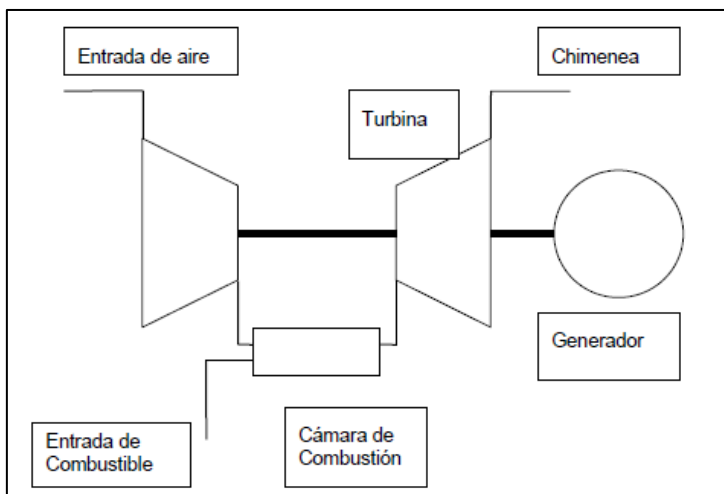 Entrada de aire
Chimenea
Turbina
Generador
Entrada de
Combustible
Cámara de
Combustión